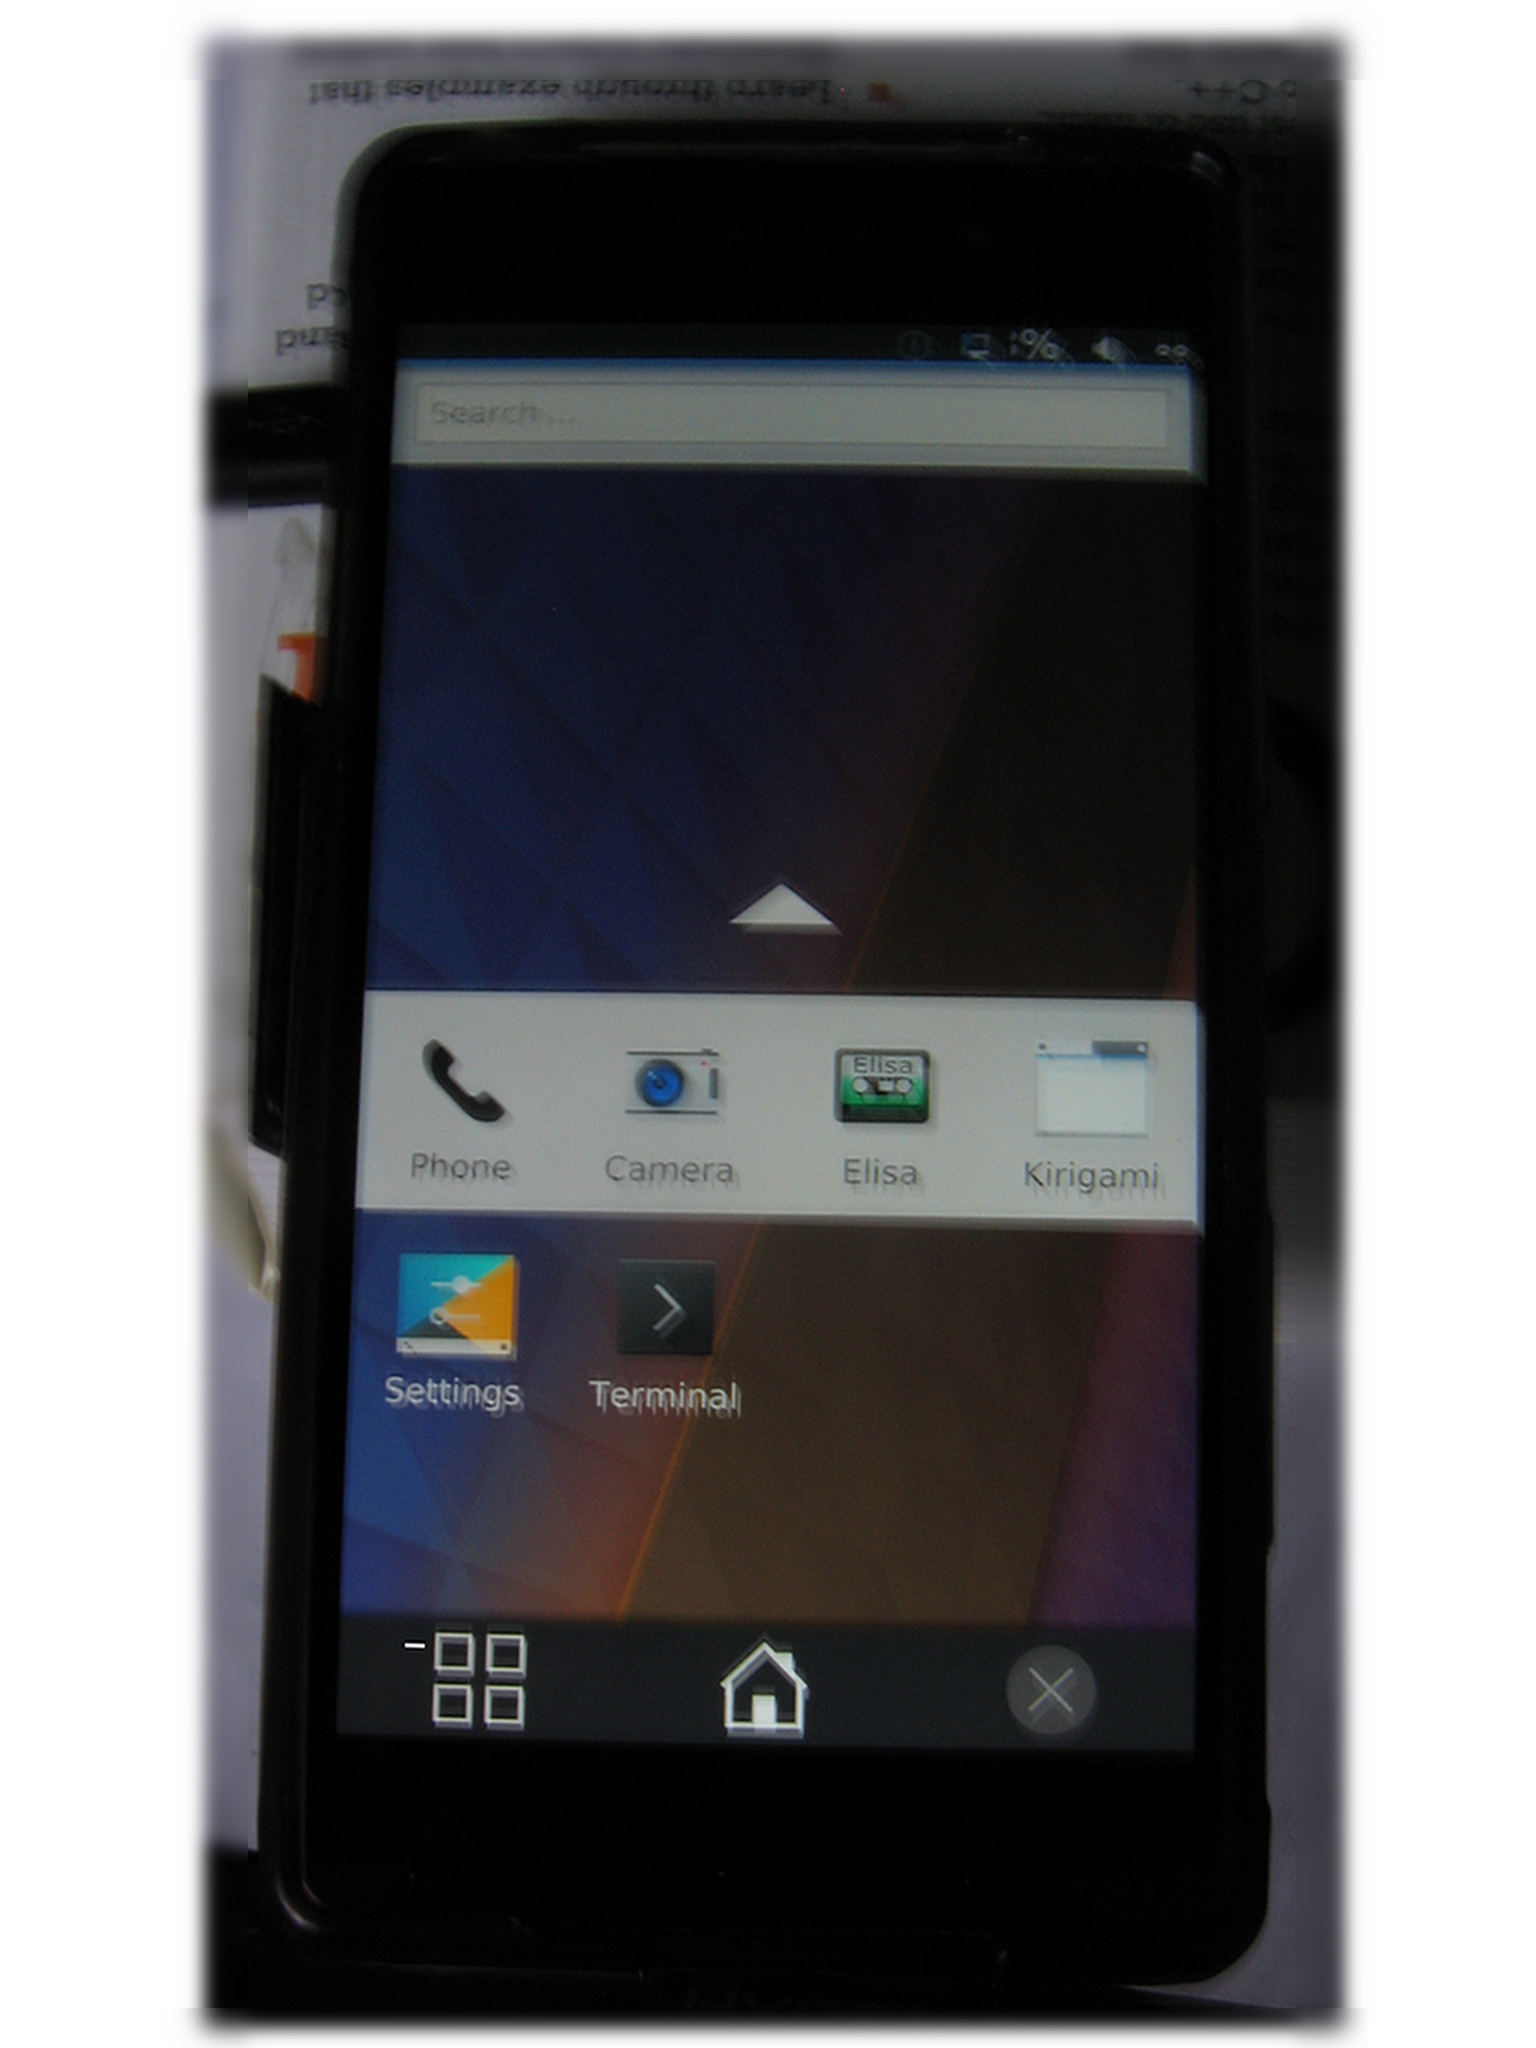 learn through examples that
o C++.
Search ...
%
Elisa
Phone
Camera
Elisa
Kirigami
Settings
Terminal